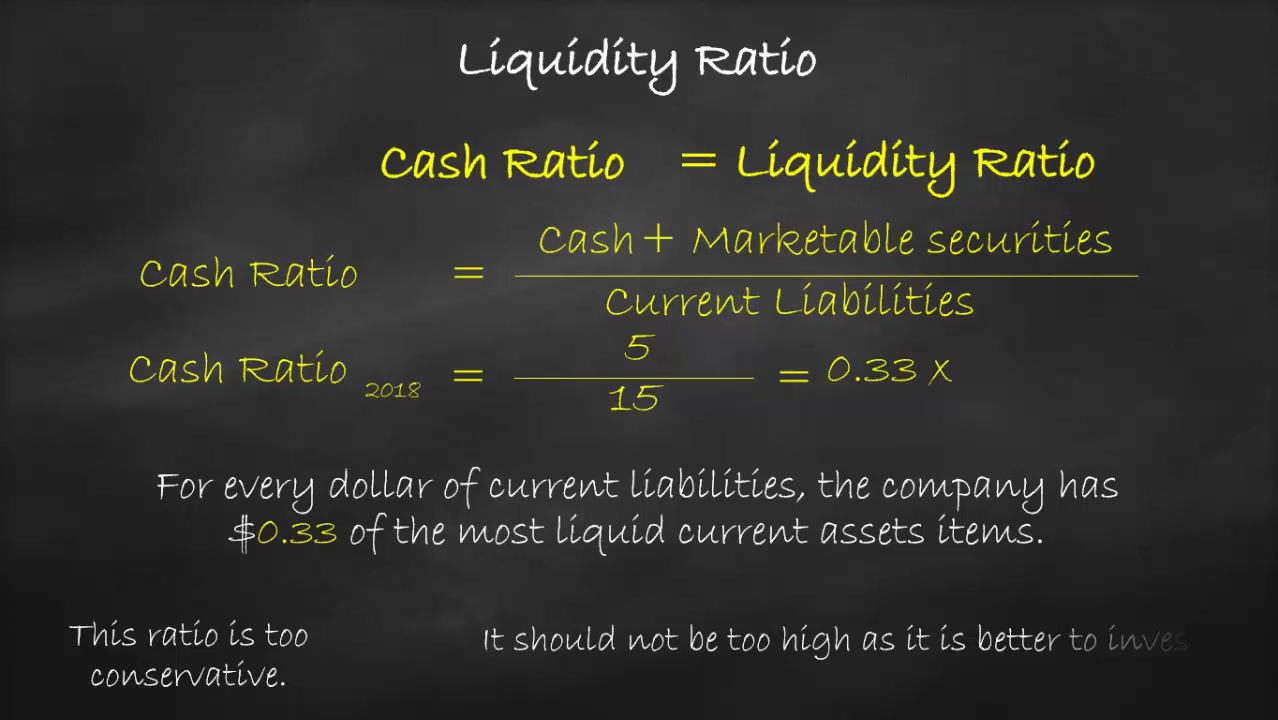 Liquidity Ratio
Cash Ratio = Liquidity Ratio
Cash + Marketable securities
Cash Ratio =
Current Liabilities
5
Cash Ratio 2018 = = 0.33 X
15
For every dollar of current liabilities, the company has
$0.33 of the most liquid current assets items.
This ratio is too
conservative.
It should not be too high as it is better to inves